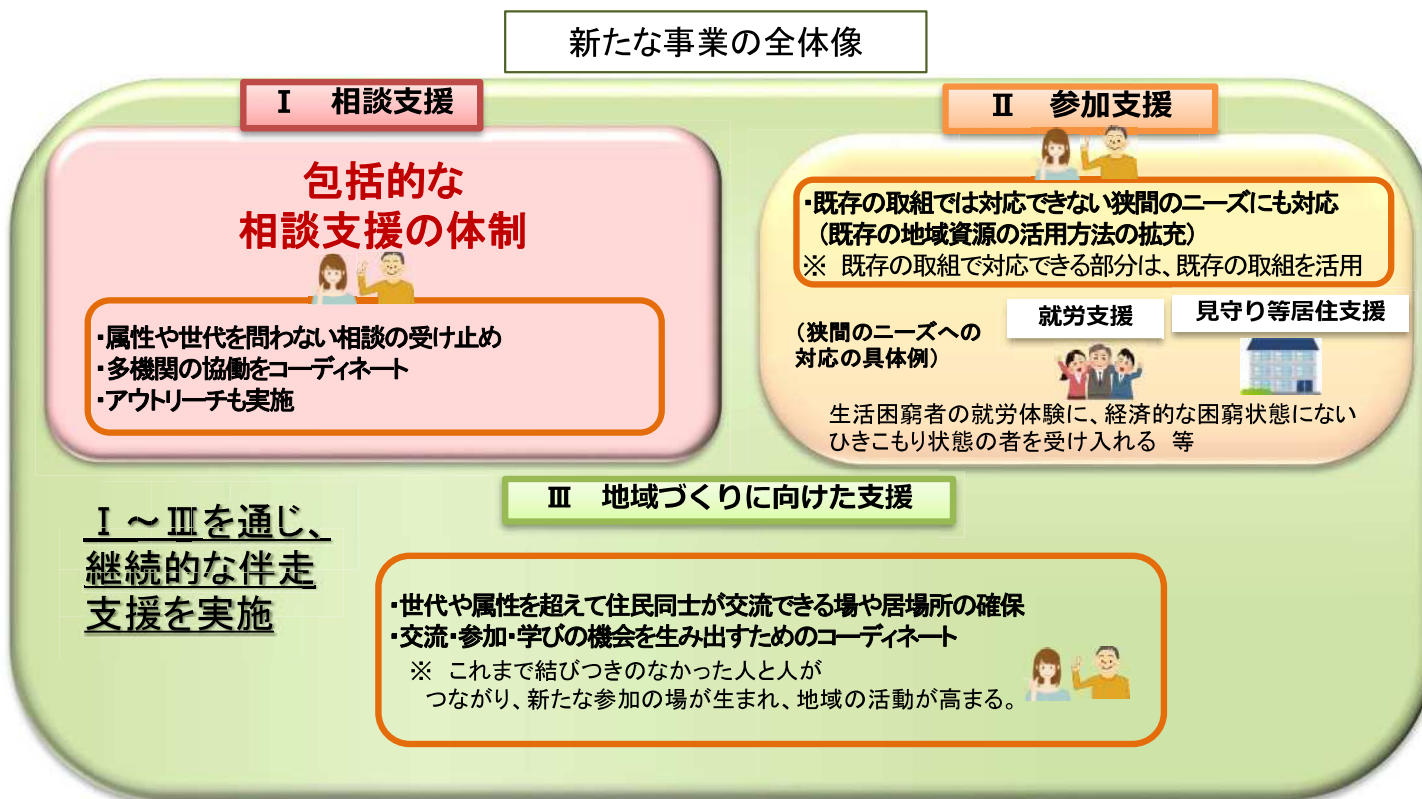 新たな事業の全体像
Ⅰ 相談支援
包括的な
相談支援の体制
・属性や世代を問わない相談の受け止め
・多機関の協働をコーディネート
・アウトリーチも実施
Ⅱ 参加支援
・既存の取組では対応できない狭間のニーズにも対応
（既存の地域資源の活用方法の拡充）
※ 既存の取組で対応できる部分は、既存の取組を活用
（狭間のニーズへの
対応の具体例）
就労支援
見守り等居住支援
生活困窮者の就労体験に、経済的な困窮状態にない
ひきこもり状態の者を受け入れる 等
Ⅲ 地域づくりに向けた支援
Ⅰ～Ⅲを通じ、
継続的な伴走
支援を実施
・世代や属性を超えて住民同士が交流できる場や居場所の確保
・交流・参加・学びの機会を生み出すためのコーディネート
※ これまで結びつきのなかった人と人が
つながり、新たな参加の場が生まれ、地域の活動が高まる。